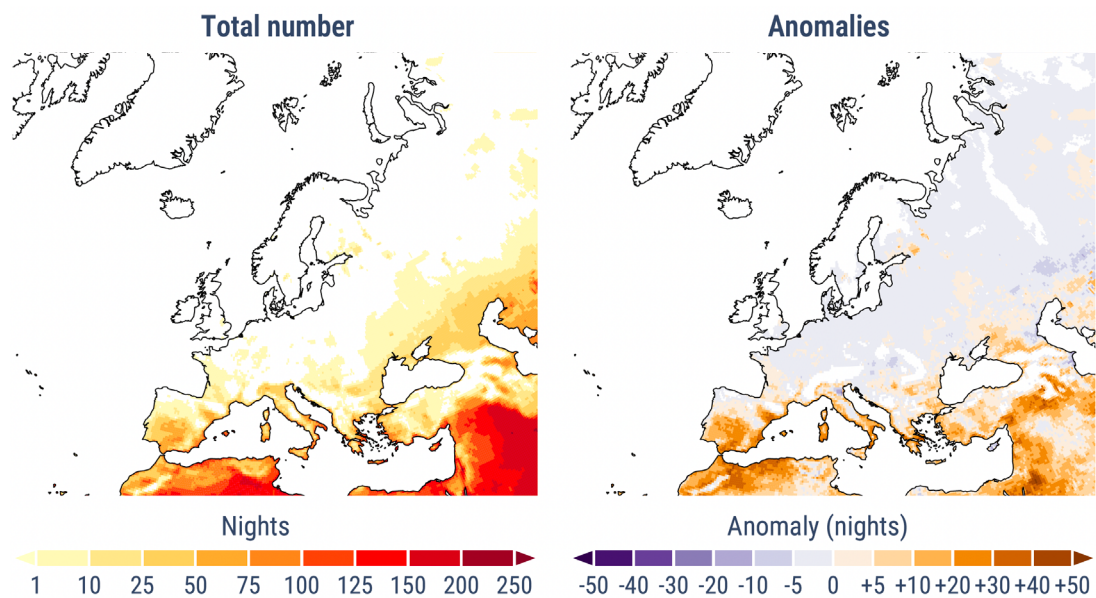 Total number
Anomalies
Nights
1 10 25 50 75 100 125 150 200 250
Anomaly (nights)
-50 -40 -30 -20 -10 -5 0 +5 +10 +20 +30 +40 +50